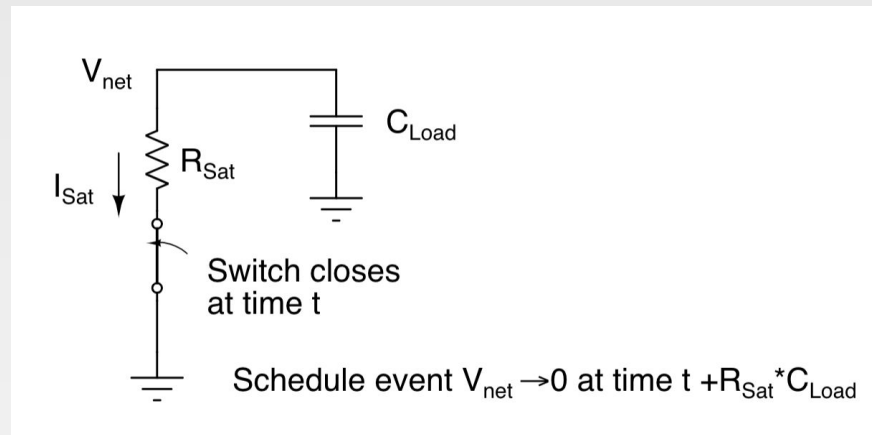 Vnet
CLoad
RSat
ISat
Switch closes
at time t
Schedule event Vnet →0 at time t +RSat*CLoad